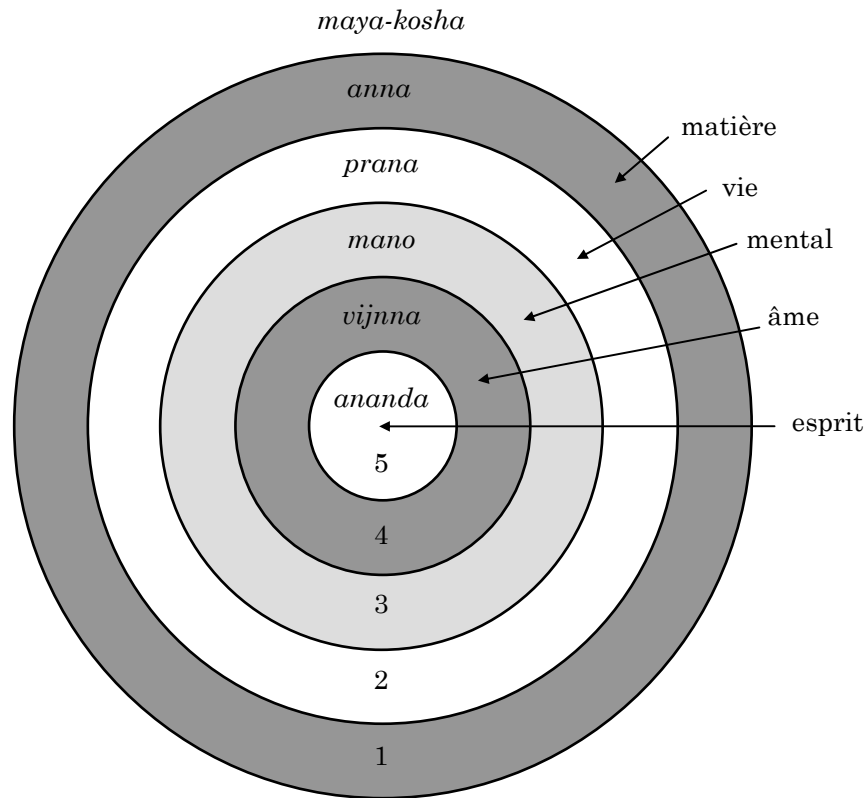 maya-kosha
anna
matière
prana
vie
mano
mental
vijnna
âme
ananda
esprit
5
4
3
2
1